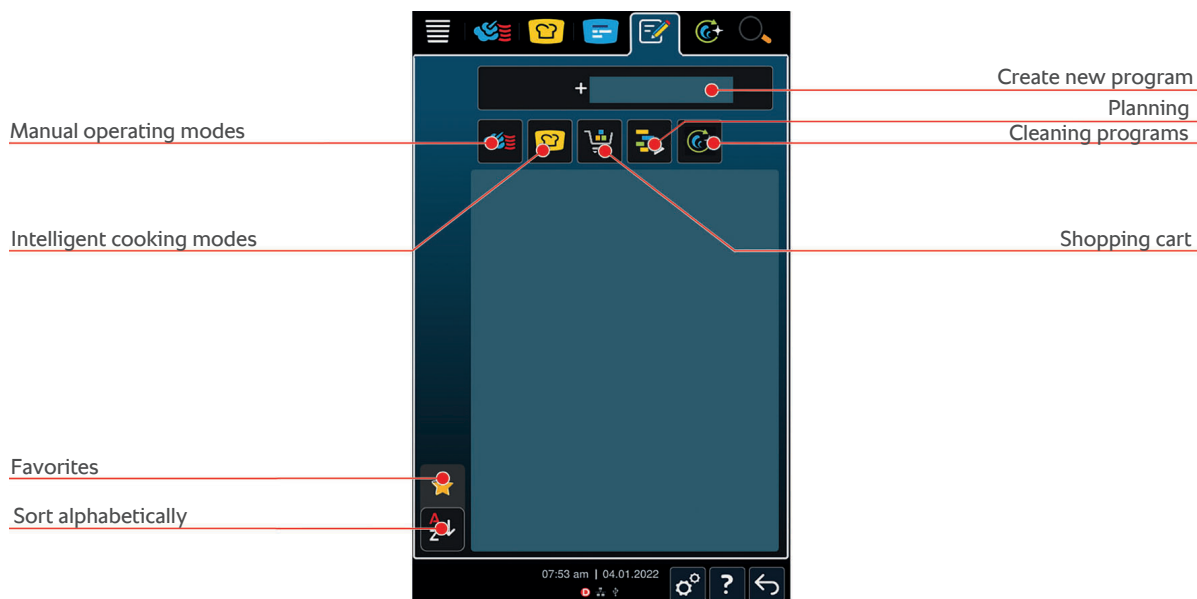 Create new program
Planning
Manual operating modes
Cleaning programs
Intelligent cooking modes
Shopping cart
Favorites
Sort alphabetically
A
Z
07:53 am | 04.01.2022
D
?